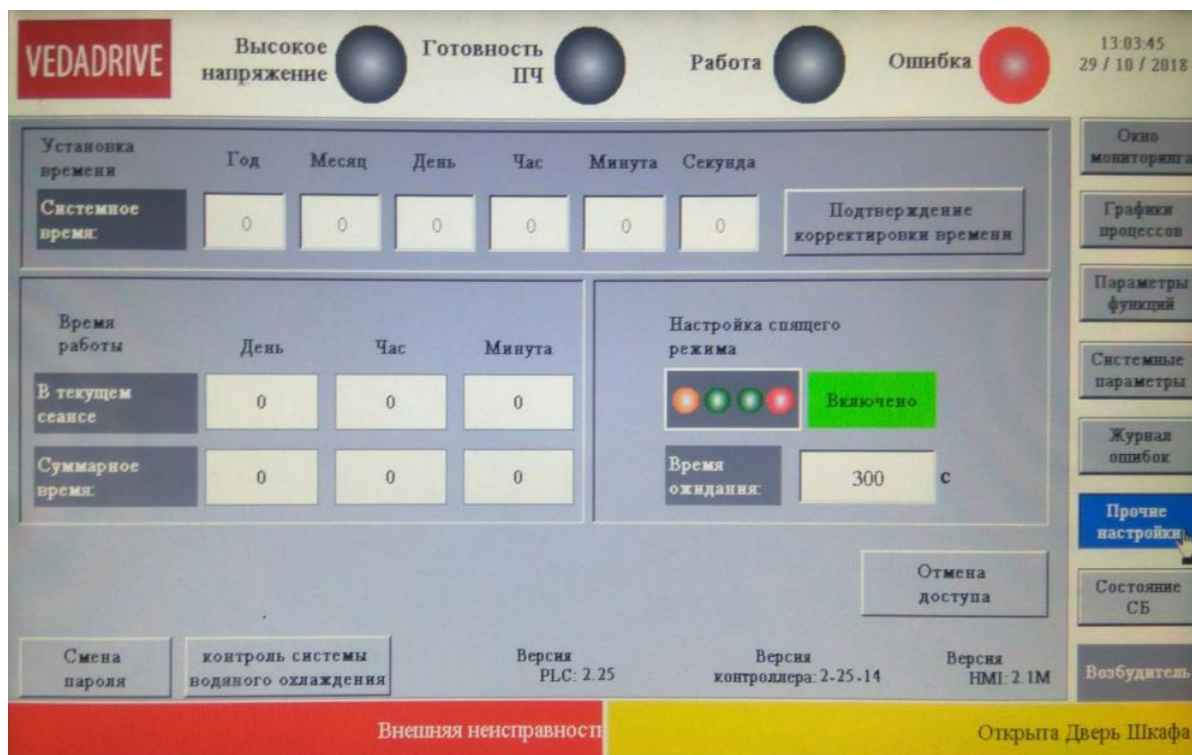 VEDADRIVE
Высокое
напряжение
Готовность
ПЧ
Работа
Ошибка
13:03:45
29 / 10 / 2018
Установка
времени
Год
Месяц
День
Час
Минута
Секунда
Системное
время:
0
0
0
0
0
0
Подтверждение
корректировки времени
Время
работы
День
Час
Минута
В текущем
сеансе
0
0
0
Суммарное
время:
0
0
0
Настройка спящего
режима
Включено
Время
ожидания:
300
с
Отмена
доступа
Смена
пароля
контроль системы
водяного охлаждения
Версия
PLC: 2.25
Версия
контроллера: 2-25-14
Версия
HMI: 2.1M
Окно
мониторинга
Графики
процессов
Параметры
функций
Системные
параметры
Журнал
ошибок
Прочие
настройки
Состояние
СБ
Возбудитель
Внешняя неисправность
Открыта Дверь Шкафа